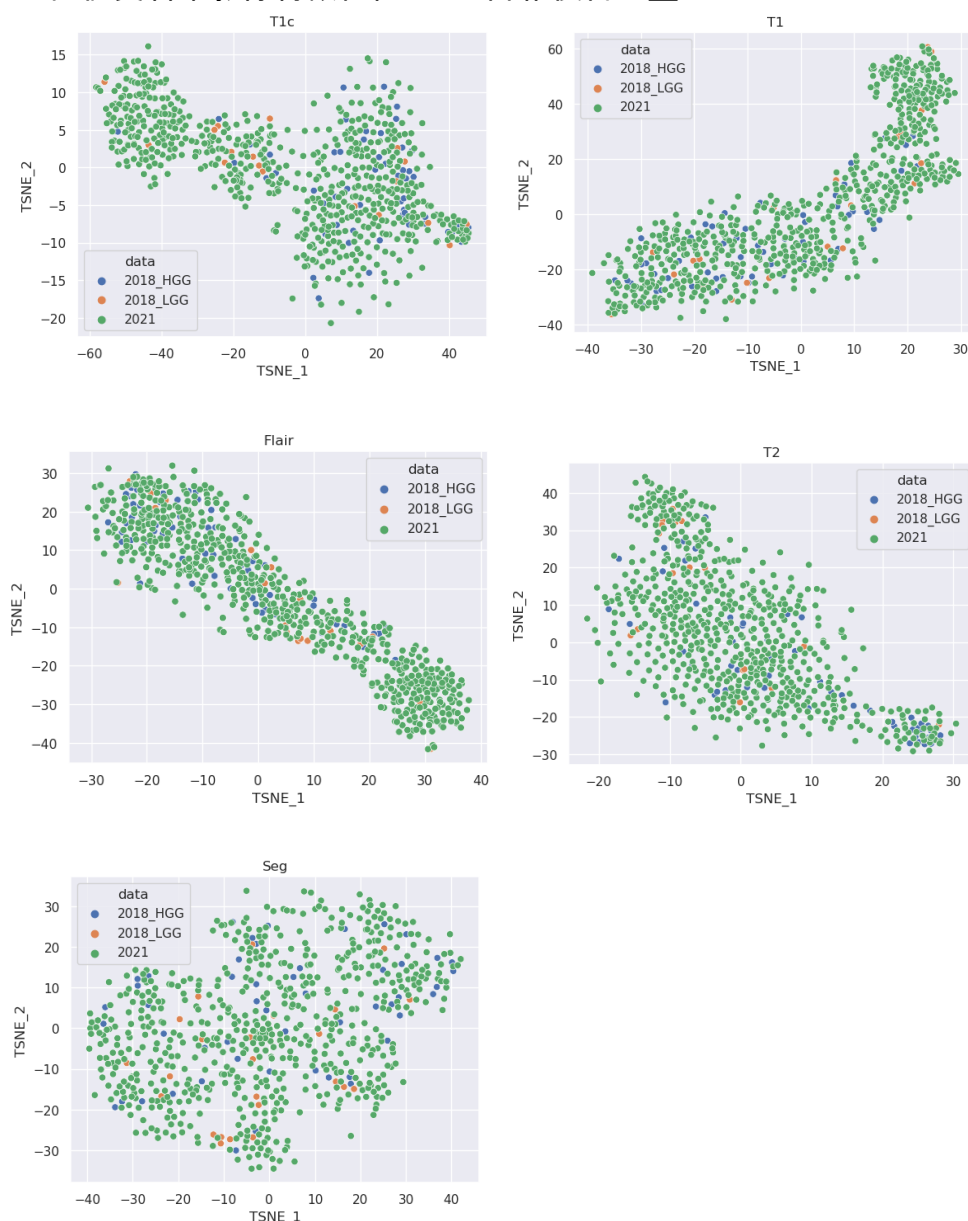 T1c
15
10
5
0
−5
−10
−15
−20
TSNE_2
data
2018_HGG
2018_LGG
2021
−60 −40 −20 0 20 40
TSNE_1
T1
60
40
20
0
−20
−40
TSNE_2
data
2018_HGG
2018_LGG
2021
−40 −30 −20 −10 0 10 20 30
TSNE_1
Flair
30
20
10
0
−10
−20
−30
−40
TSNE_2
data
2018_HGG
2018_LGG
2021
−30 −20 −10 0 10 20 30 40
TSNE_1
T2
40
30
20
10
0
−10
−20
−30
TSNE_2
data
2018_HGG
2018_LGG
2021
−20 −10 0 10 20 30
TSNE_1
Seg
30
20
10
0
−10
−20
−30
TSNE_2
data
2018_HGG
2018_LGG
2021
−40 −30 −20 −10 0 10 20 30 40
TSNE_1